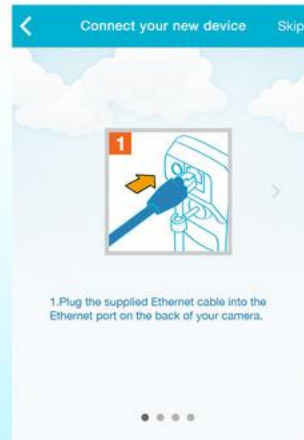 Connect your new device Skip
1
1.Plug the supplied Ethernet cable into the
Ethernet port on the back of your camera.